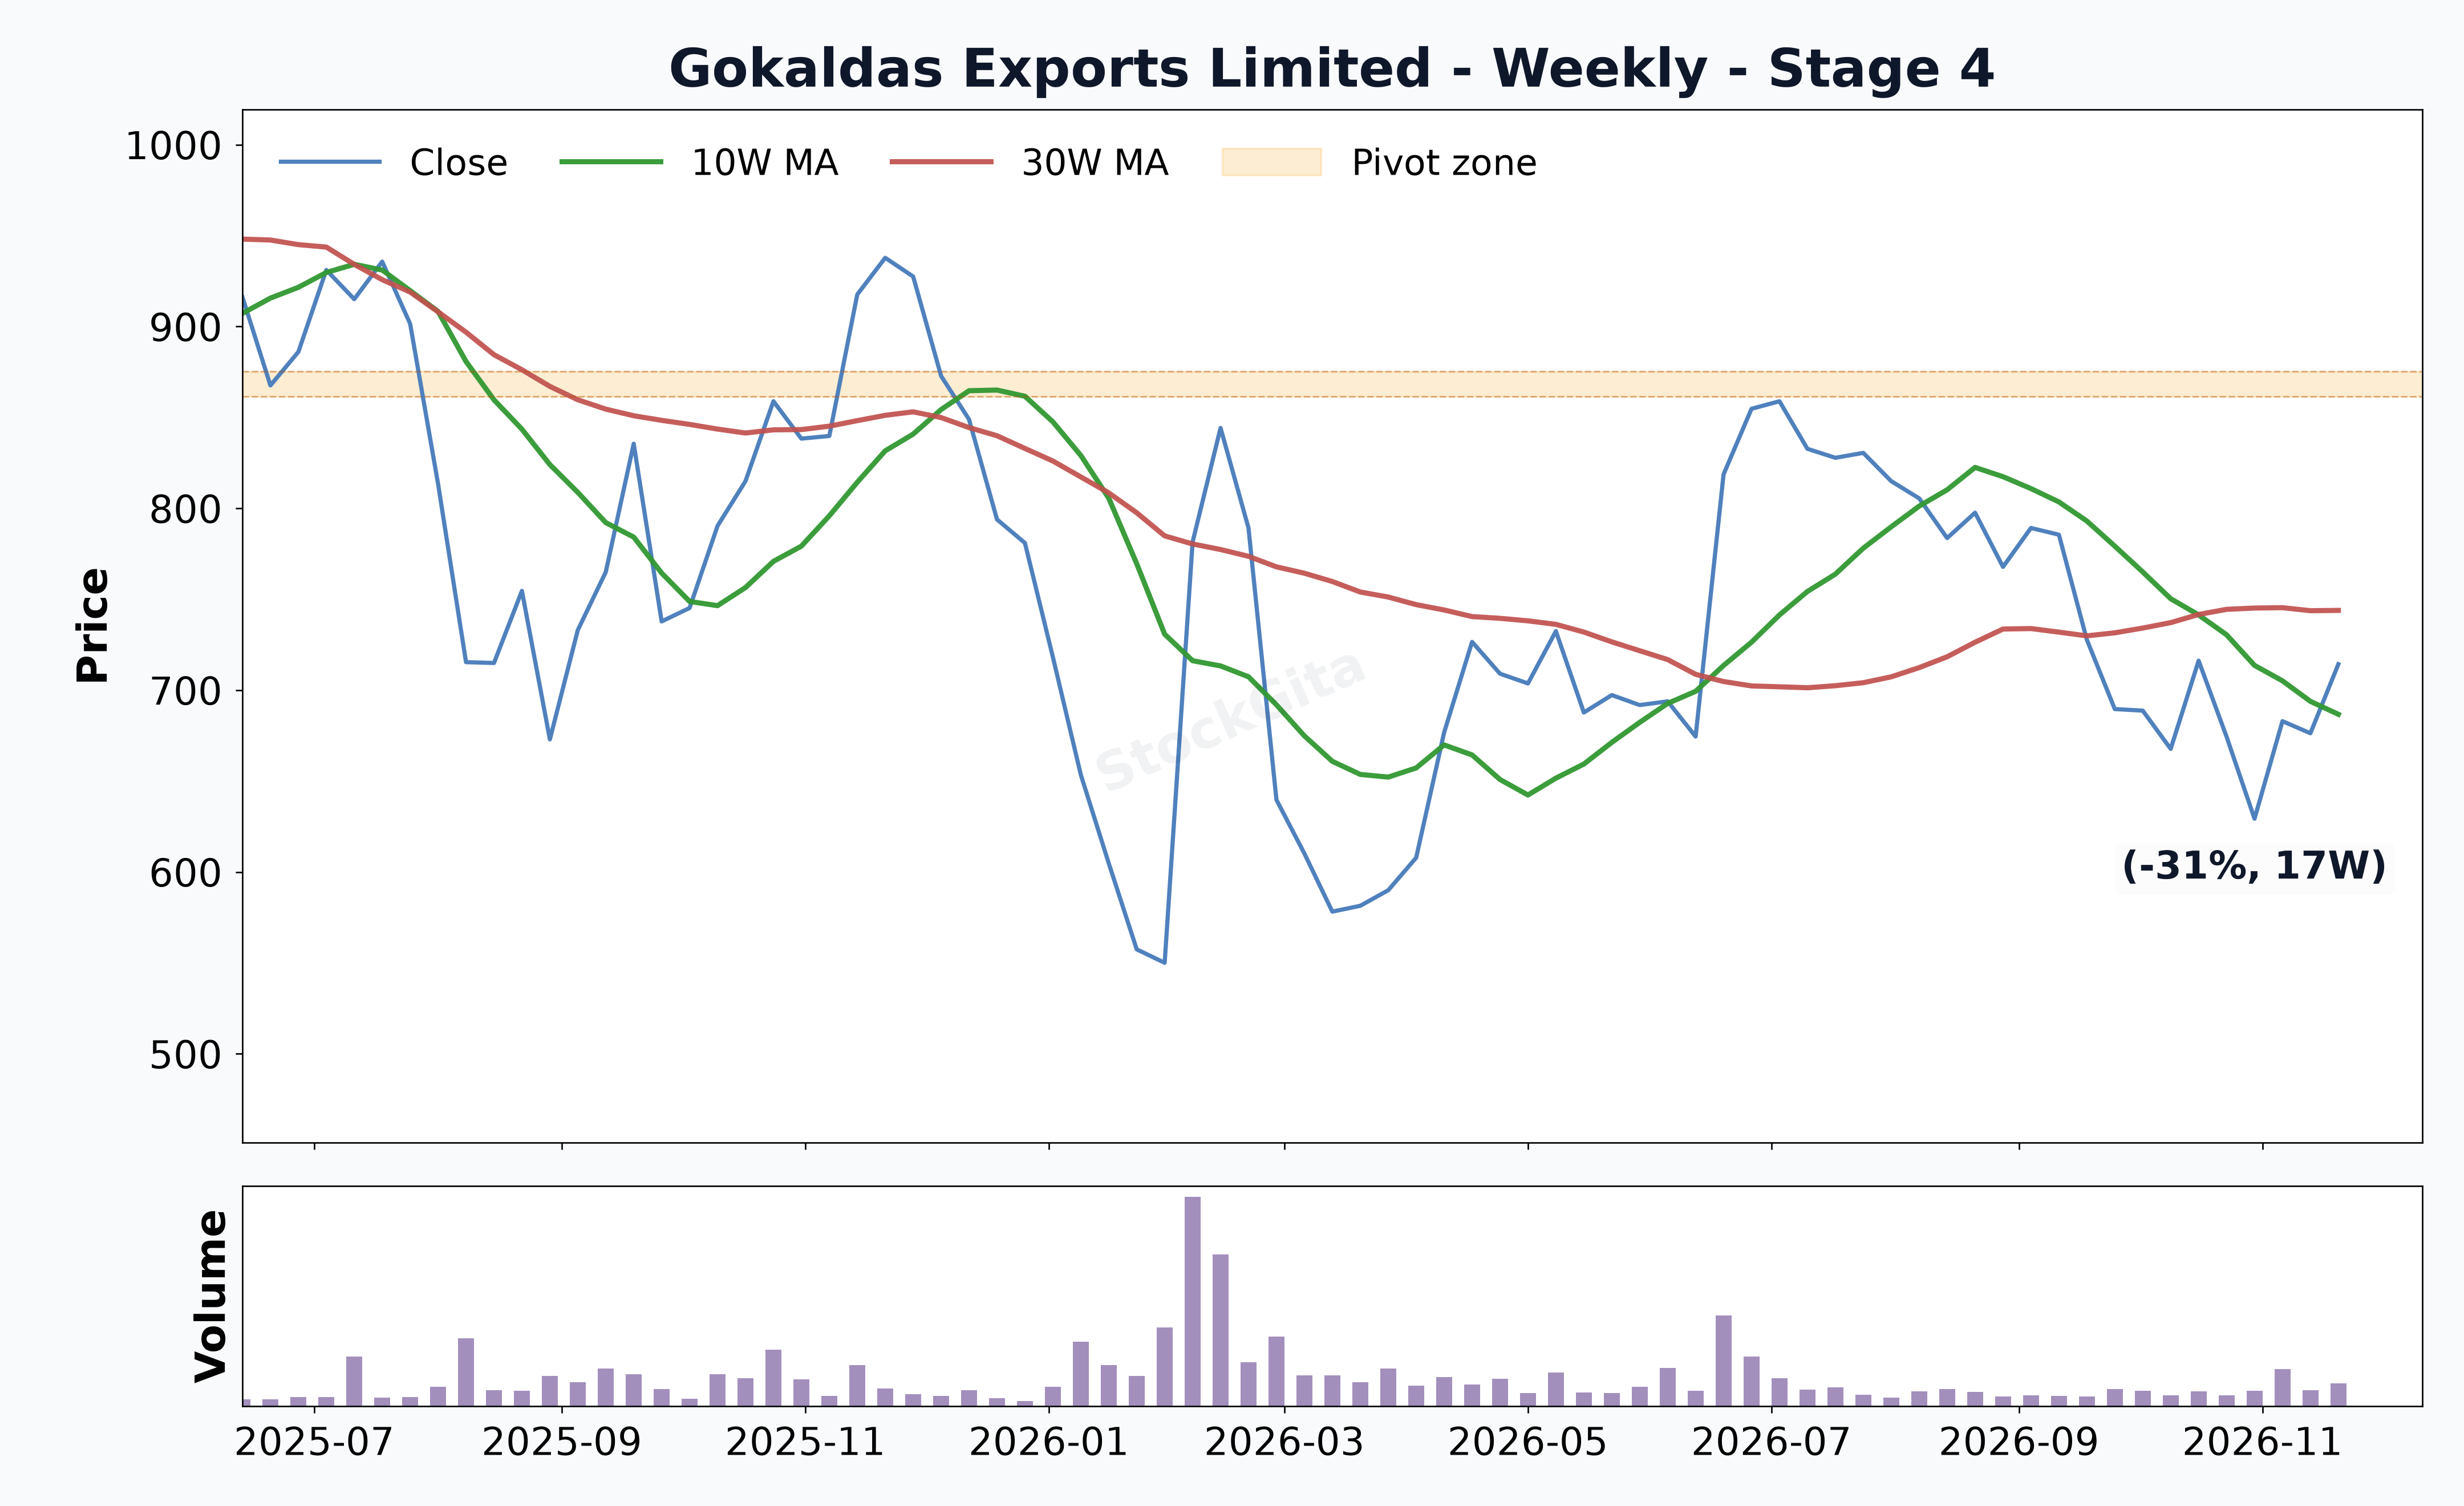 Gokaldas Exports Limited - Weekly - Stage 4
Close 10W MA 30W MA Pivot zone
1000
900
800
700
600
500
Price
StockGita
(-31%, 17W)
Volume
2025-07 2025-09 2025-11 2026-01 2026-03 2026-05 2026-07 2026-09 2026-11